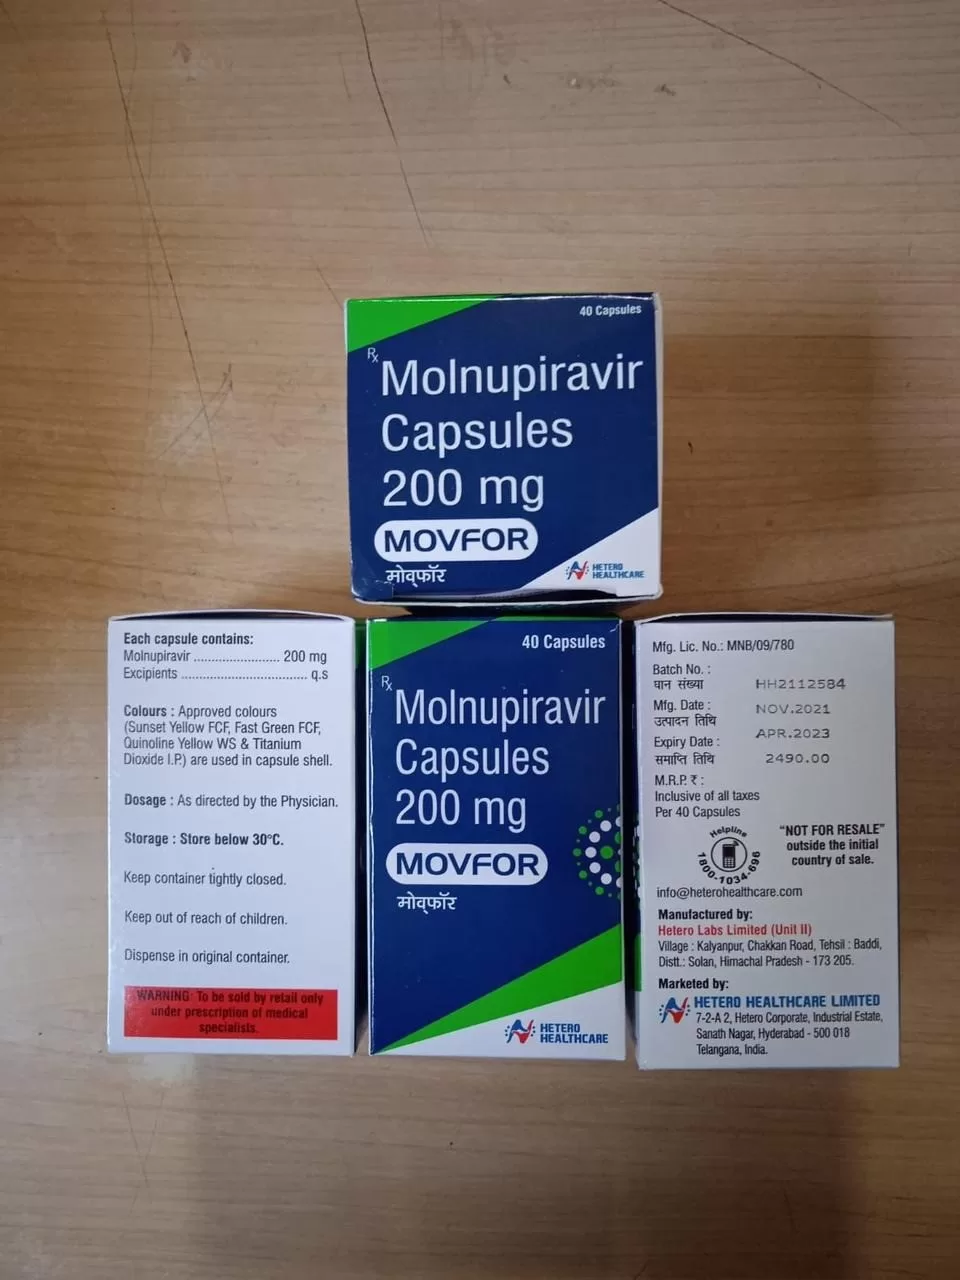 40 Capsules
Rx
Molnupiravir
Capsules
200 mg
MOVFOR
मोव्फॉर
HETERO
HEALTHCARE
Each capsule contains:
Molnupiravir ........................ 200 mg
Excipients ................................... q.s
Colours : Approved colours
(Sunset Yellow FCF, Fast Green FCF,
Quinoline Yellow WS & Titanium
Dioxide I.P.) are used in capsule shell.
Dosage : As directed by the Physician.
Storage : Store below 30°C.
Keep container tightly closed.
Keep out of reach of children.
Dispense in original container.
WARNING: To be sold by retail only
under prescription of medical
specialists.
40 Capsules
Rx
Molnupiravir
Capsules
200 mg
MOVFOR
मोव्फॉर
HETERO
HEALTHCARE
Mfg. Lic. No.: MNB/09/780
Batch No. :
घान संख्या HH2112584
Mfg. Date : NOV.2021
उत्पादन तिथि
Expiry Date : APR.2023
समाप्ति तिथि 2490.00
M.R.P. ₹ :
Inclusive of all taxes
Per 40 Capsules
Helpline
1800-1034-696
"NOT FOR RESALE"
outside the initial
country of sale.
info@heterohealthcare.com
Manufactured by:
Hetero Labs Limited (Unit II)
Village : Kalyanpur, Chakkan Road, Tehsil : Baddi,
Distt.: Solan, Himachal Pradesh - 173 205.
Marketed by:
HETERO HEALTHCARE LIMITED
7-2-A 2, Hetero Corporate, Industrial Estate,
Sanath Nagar, Hyderabad - 500 018
Telangana, India.